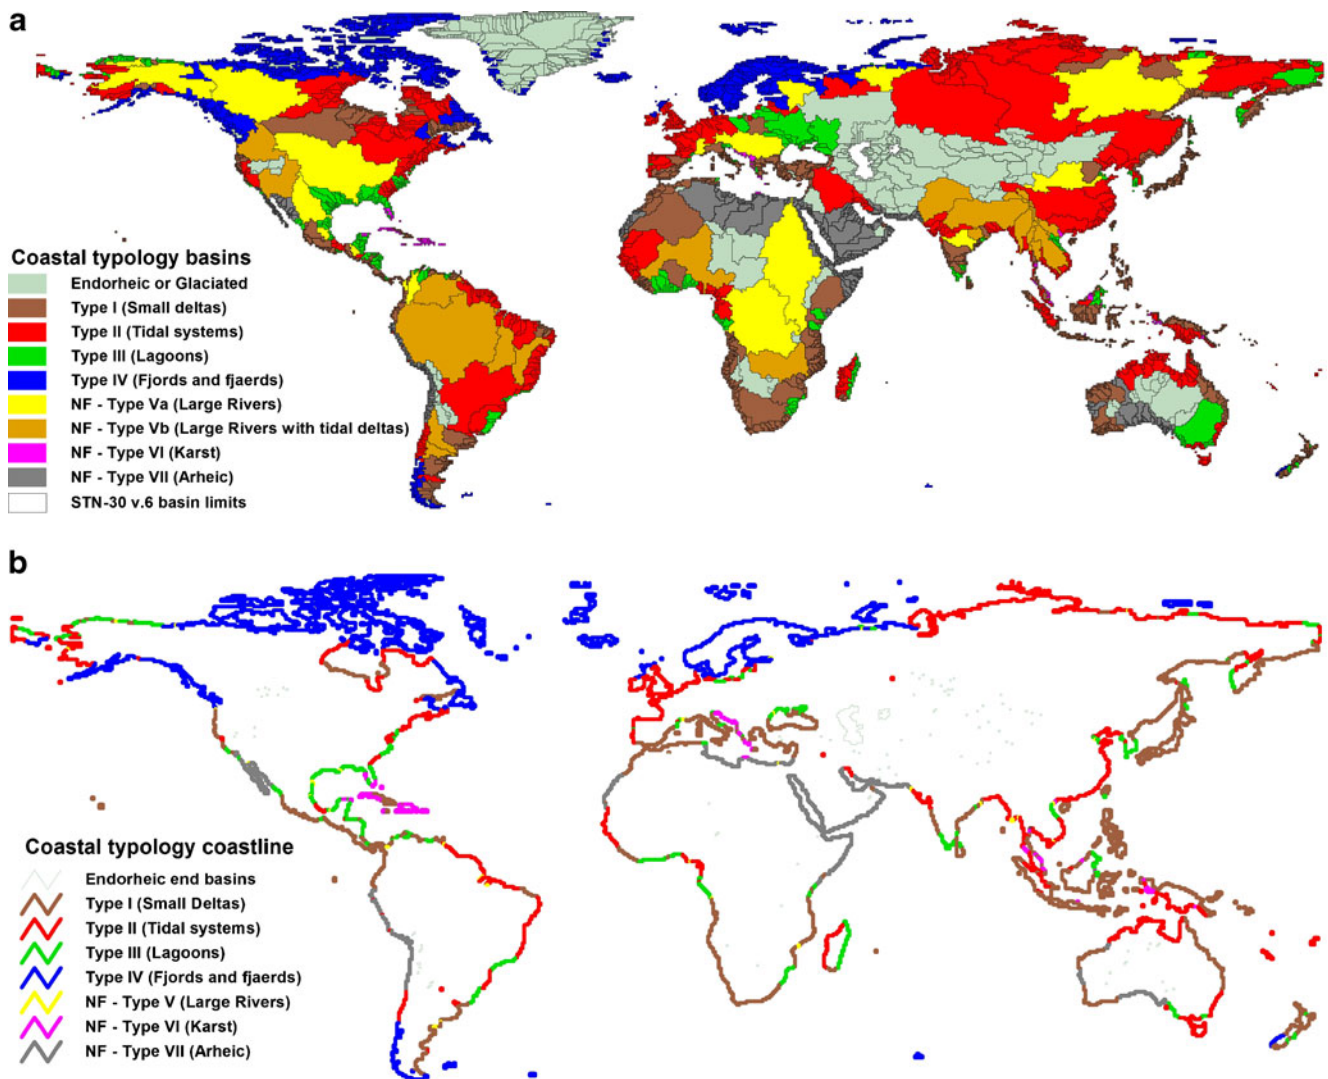 a
Coastal typology basins
Endorheic or Glaciated
Type I (Small deltas)
Type II (Tidal systems)
Type III (Lagoons)
Type IV (Fjords and fjaerds)
NF - Type Va (Large Rivers)
NF - Type Vb (Large Rivers with tidal deltas)
NF - Type VI (Karst)
NF - Type VII (Arheic)
STN-30 v.6 basin limits
b
Coastal typology coastline
Endorheic end basins
Type I (Small Deltas)
Type II (Tidal systems)
Type III (Lagoons)
Type IV (Fjords and fjaerds)
NF - Type V (Large Rivers)
NF - Type VI (Karst)
NF - Type VII (Arheic)